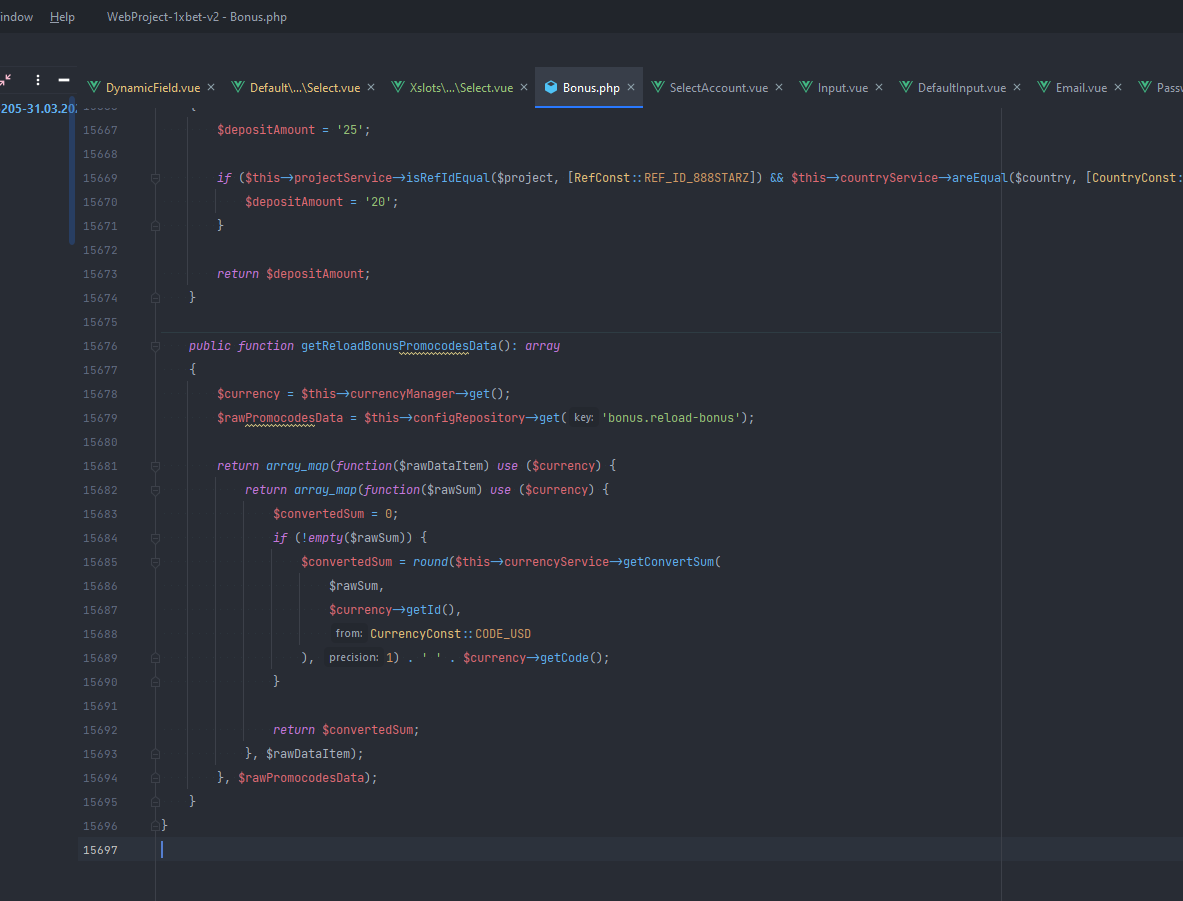 indow Help WebProject-1xbet-v2 - Bonus.php
DynamicField.vue × Default\...\Select.vue × Xslots\...\Select.vue × Bonus.php × SelectAccount.vue × Input.vue × DefaultInput.vue × Email.vue × Passw
205-31.03.202
{
15667 $depositAmount = '25';
15668
15669 if ($this->projectService->isRefIdEqual($project, [RefConst::REF_ID_888STARZ]) && $this->countryService->areEqual($country, [CountryConst:
15670 $depositAmount = '20';
15671 }
15672
15673 return $depositAmount;
15674 }
15675
15676 public function getReloadBonusPromocodesData(): array
15677 {
15678 $currency = $this->currencyManager->get();
15679 $rawPromocodesData = $this->configRepository->get( key: 'bonus.reload-bonus');
15680
15681 return array_map(function($rawDataItem) use ($currency) {
15682 return array_map(function($rawSum) use ($currency) {
15683 $convertedSum = 0;
15684 if (!empty($rawSum)) {
15685 $convertedSum = round($this->currencyService->getConvertSum(
15686 $rawSum,
15687 $currency->getId(),
15688 from: CurrencyConst::CODE_USD
15689 ), precision: 1) . ' ' . $currency->getCode();
15690 }
15691
15692 return $convertedSum;
15693 }, $rawDataItem);
15694 }, $rawPromocodesData);
15695 }
15696 }
15697